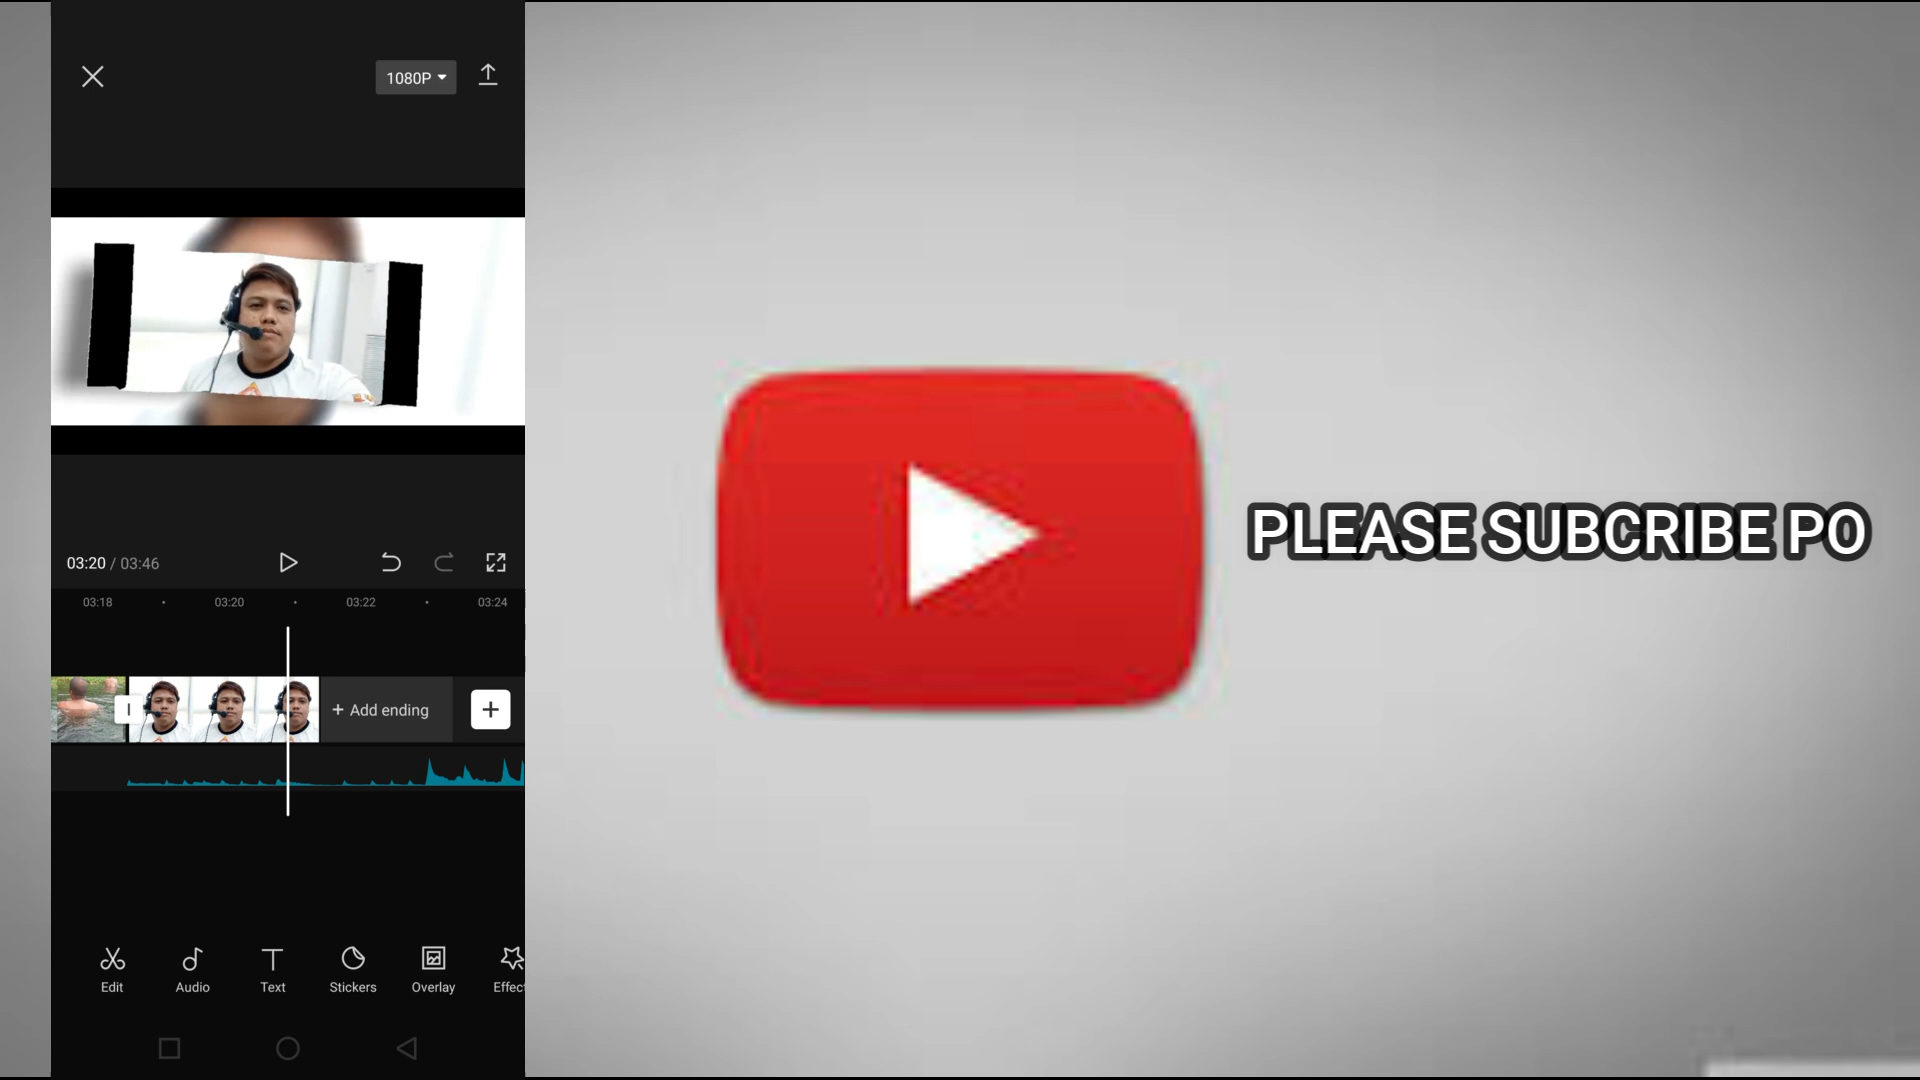 1080P
03:20 / 03:46
03:18
03:20
03:22
03:24
+ Add ending
Edit
Audio
Text
Stickers
Overlay
Effec
PLEASE SUBCRIBE PO